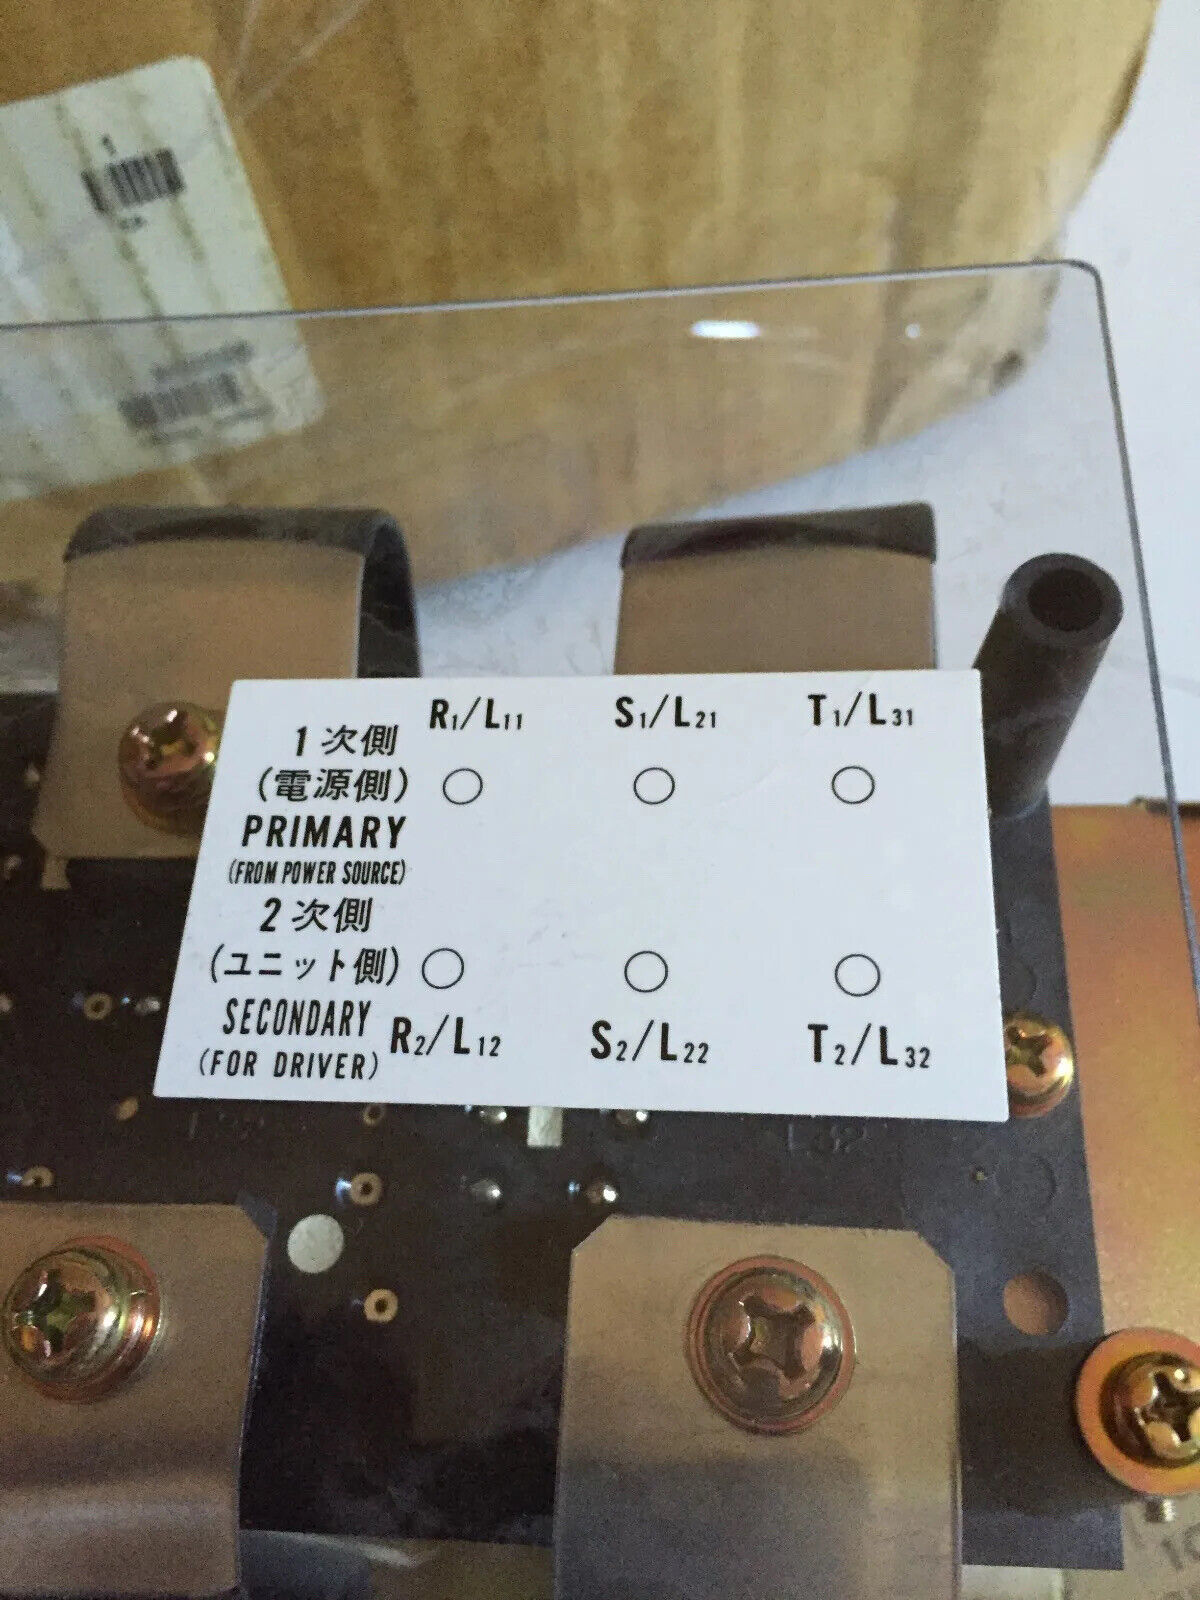 R1/L11 S1/L21 T1/L31
1次側
(電源側) ○ ○ ○
PRIMARY
(FROM POWER SOURCE)
2次側
(ユニット側) ○ ○ ○
SECONDARY
(FOR DRIVER) R2/L12 S2/L22 T2/L32
L32